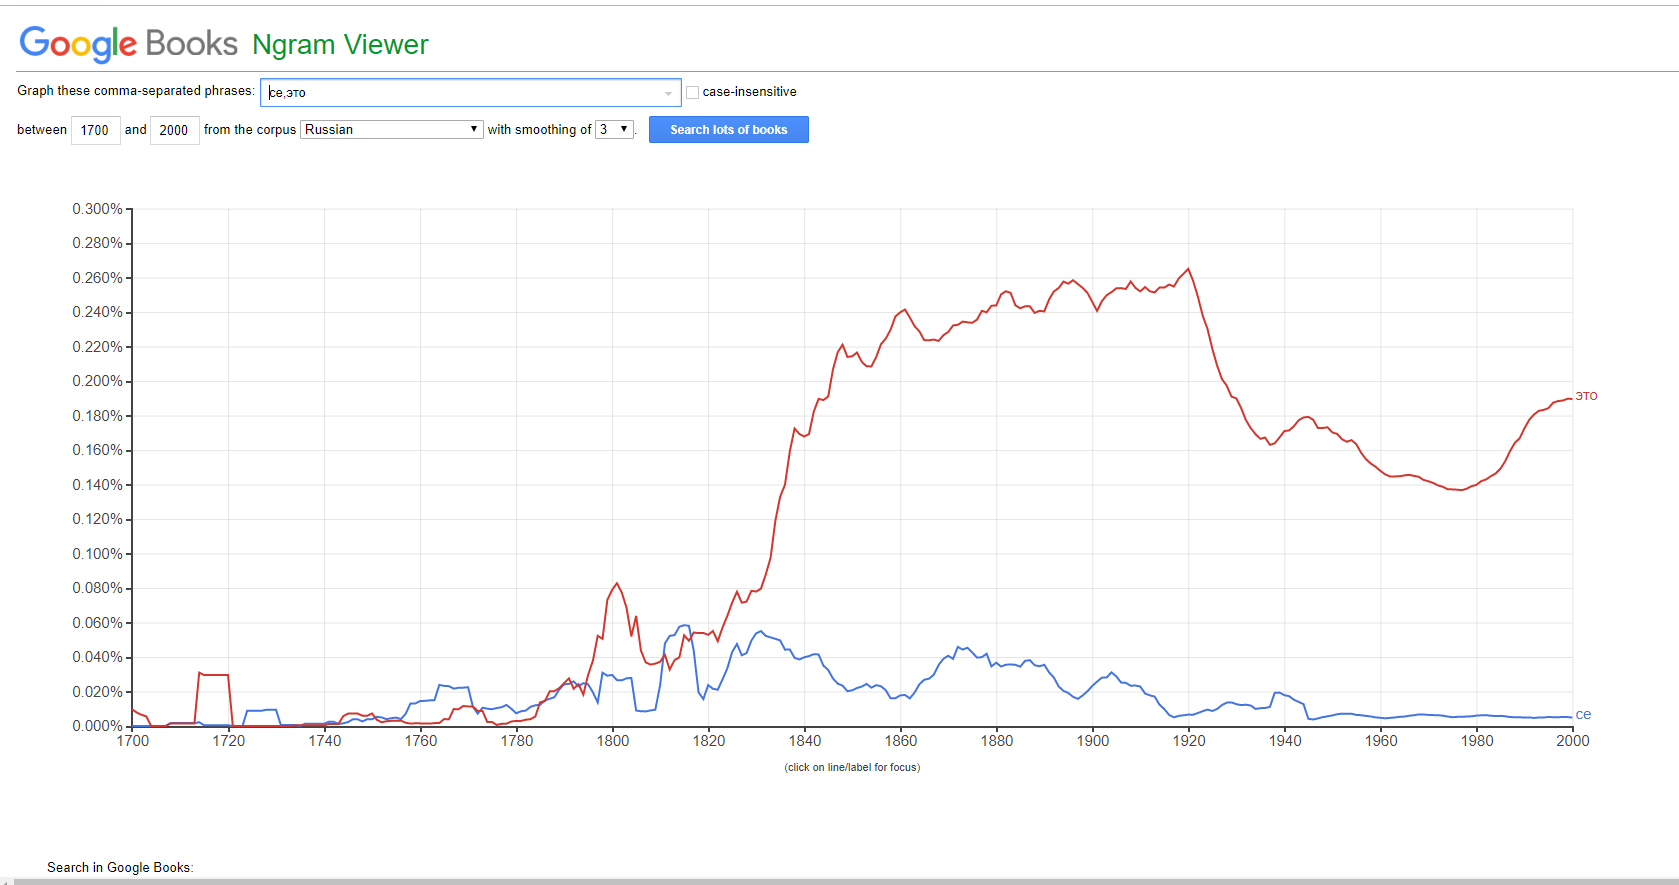 Google Books Ngram Viewer
Graph these comma-separated phrases: се,это case-insensitive
between 1700 and 2000 from the corpus Russian with smoothing of 3. Search lots of books
0.300%
0.280%
0.260%
0.240%
0.220%
0.200%
0.180%
0.160%
0.140%
0.120%
0.100%
0.080%
0.060%
0.040%
0.020%
0.000%
это
се
1700 1720 1740 1760 1780 1800 1820 1840 1860 1880 1900 1920 1940 1960 1980 2000
(click on line/label for focus)
Search in Google Books: